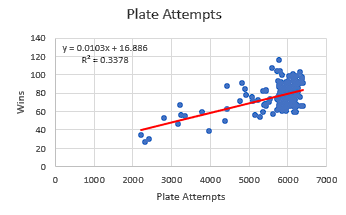 Plate Attempts
y = 0.0103x + 16.886
R² = 0.3378
140
120
100
80
60
40
20
0
Wins
0 1000 2000 3000 4000 5000 6000 7000
Plate Attempts